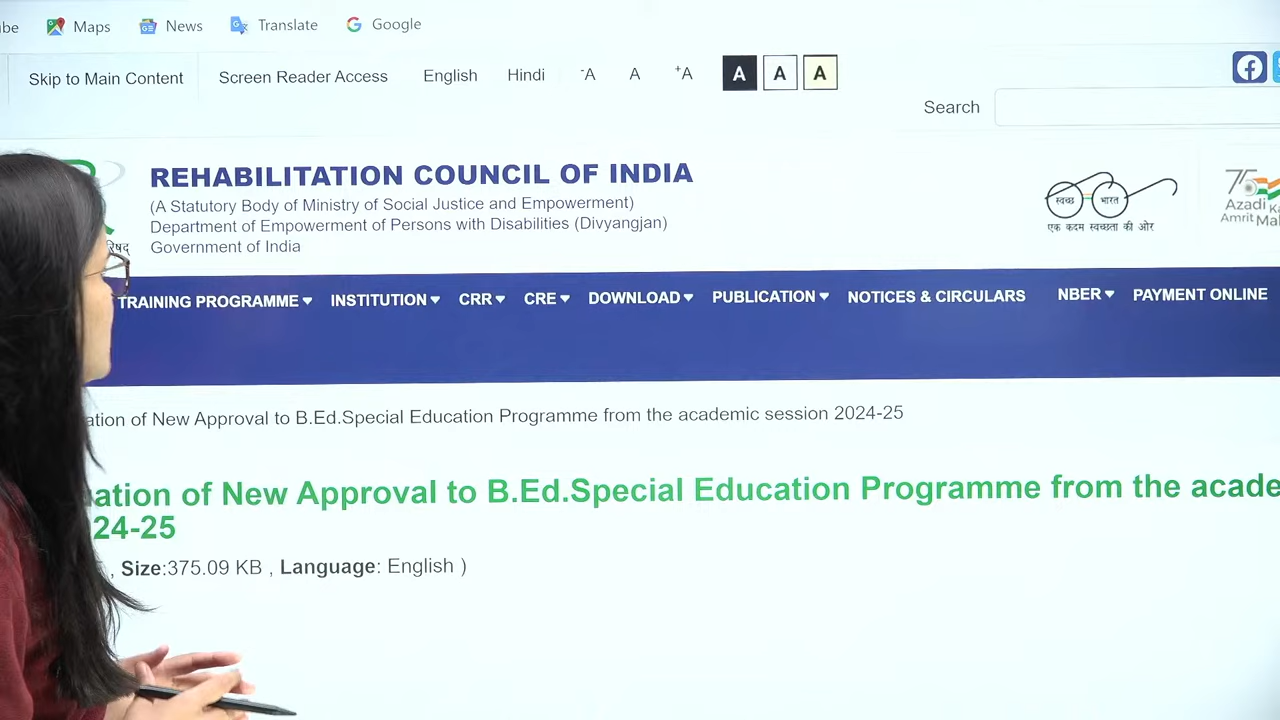 Maps News Translate Google
Skip to Main Content Screen Reader Access English Hindi -A A +A A A A
Search
REHABILITATION COUNCIL OF INDIA
(A Statutory Body of Ministry of Social Justice and Empowerment)
Department of Empowerment of Persons with Disabilities (Divyangjan)
Government of India
स्वच्छ भारत
एक कदम स्वच्छता की ओर
75
Azadi
Amrit
TRAINING PROGRAMME INSTITUTION CRR CRE DOWNLOAD PUBLICATION NOTICES & CIRCULARS NBER PAYMENT ONLINE
of New Approval to B.Ed.Special Education Programme from the academic session 2024-25
of New Approval to B.Ed.Special Education Programme from the
24-25
, Size:375.09 KB , Language: English )